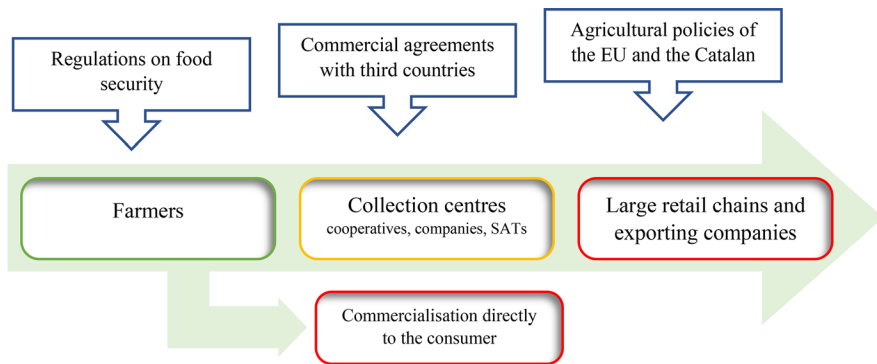 Regulations on food
security
Commercial agreements
with third countries
Agricultural policies of
the EU and the Catalan
Farmers
Collection centres
cooperatives, companies, SATs
Large retail chains and
exporting companies
Commercialisation directly
to the consumer